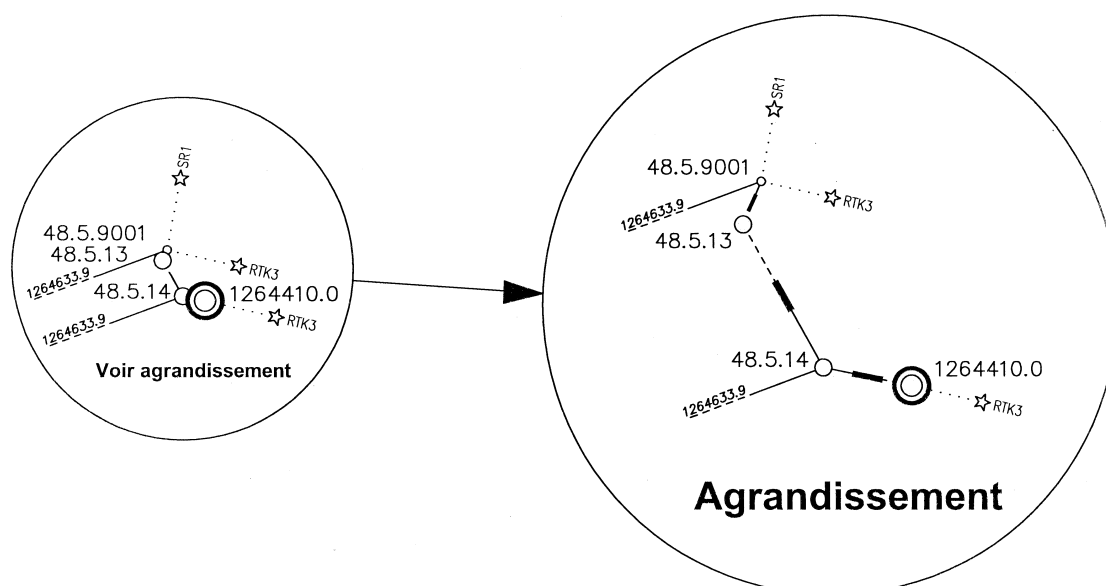 SR1
48.5.9001
48.5.13
1264633.9
RTK3
48.5.14
1264410.0
1264633.9
RTK3
Voir agrandissement
SR1
48.5.9001
1264633.9
RTK3
48.5.13
48.5.14
1264410.0
1264633.9
RTK3
Agrandissement